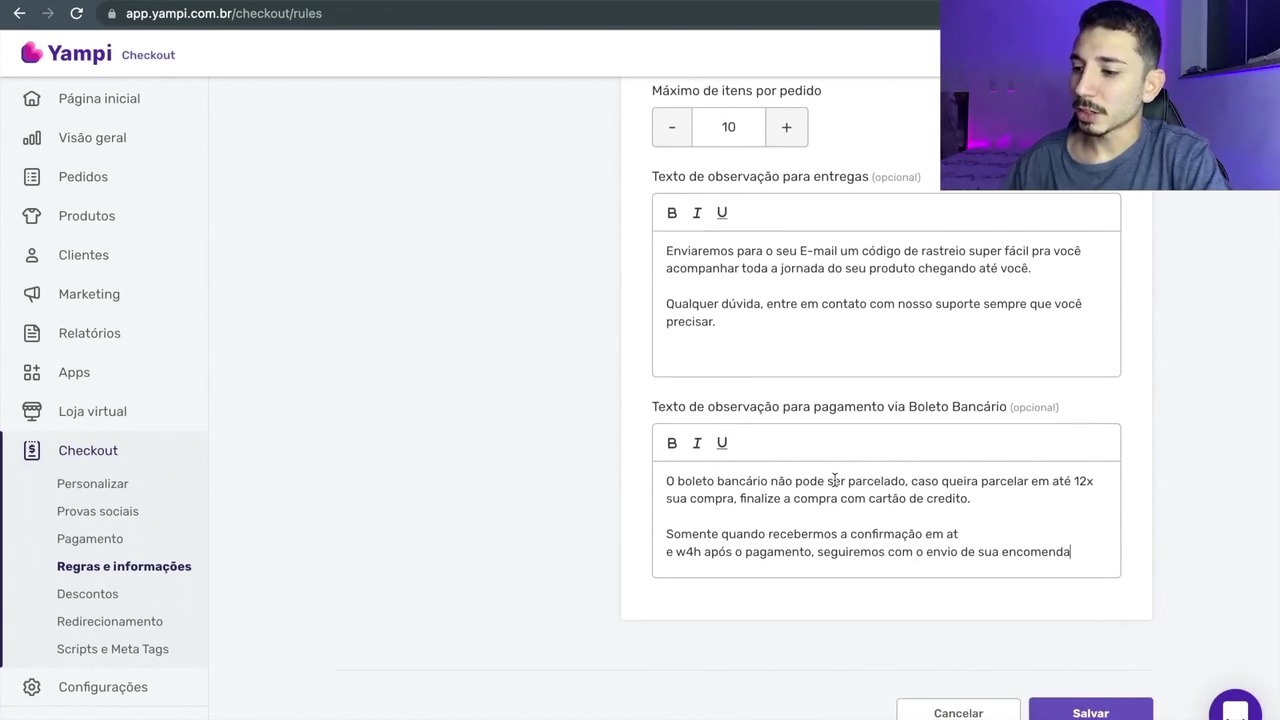 app.yampi.com.br/checkout/rules
Yampi Checkout
Página inicial
Visão geral
Pedidos
Produtos
Clientes
Marketing
Relatórios
Apps
Loja virtual
Checkout
Personalizar
Provas sociais
Pagamento
Regras e informações
Descontos
Redirecionamento
Scripts e Meta Tags
Configurações
Máximo de itens por pedido
- 10 +
Texto de observação para entregas (opcional)
B I U
Enviaremos para o seu E-mail um código de rastreio super fácil pra você
acompanhar toda a jornada do seu produto chegando até você.
Qualquer dúvida, entre em contato com nosso suporte sempre que você
precisar.
Texto de observação para pagamento via Boleto Bancário (opcional)
B I U
O boleto bancário não pode ser parcelado, caso queira parcelar em até 12x
sua compra, finalize a compra com cartão de credito.
Somente quando recebermos a confirmação em at
e w4h após o pagamento, seguiremos com o envio de sua encomenda
Cancelar
Salvar